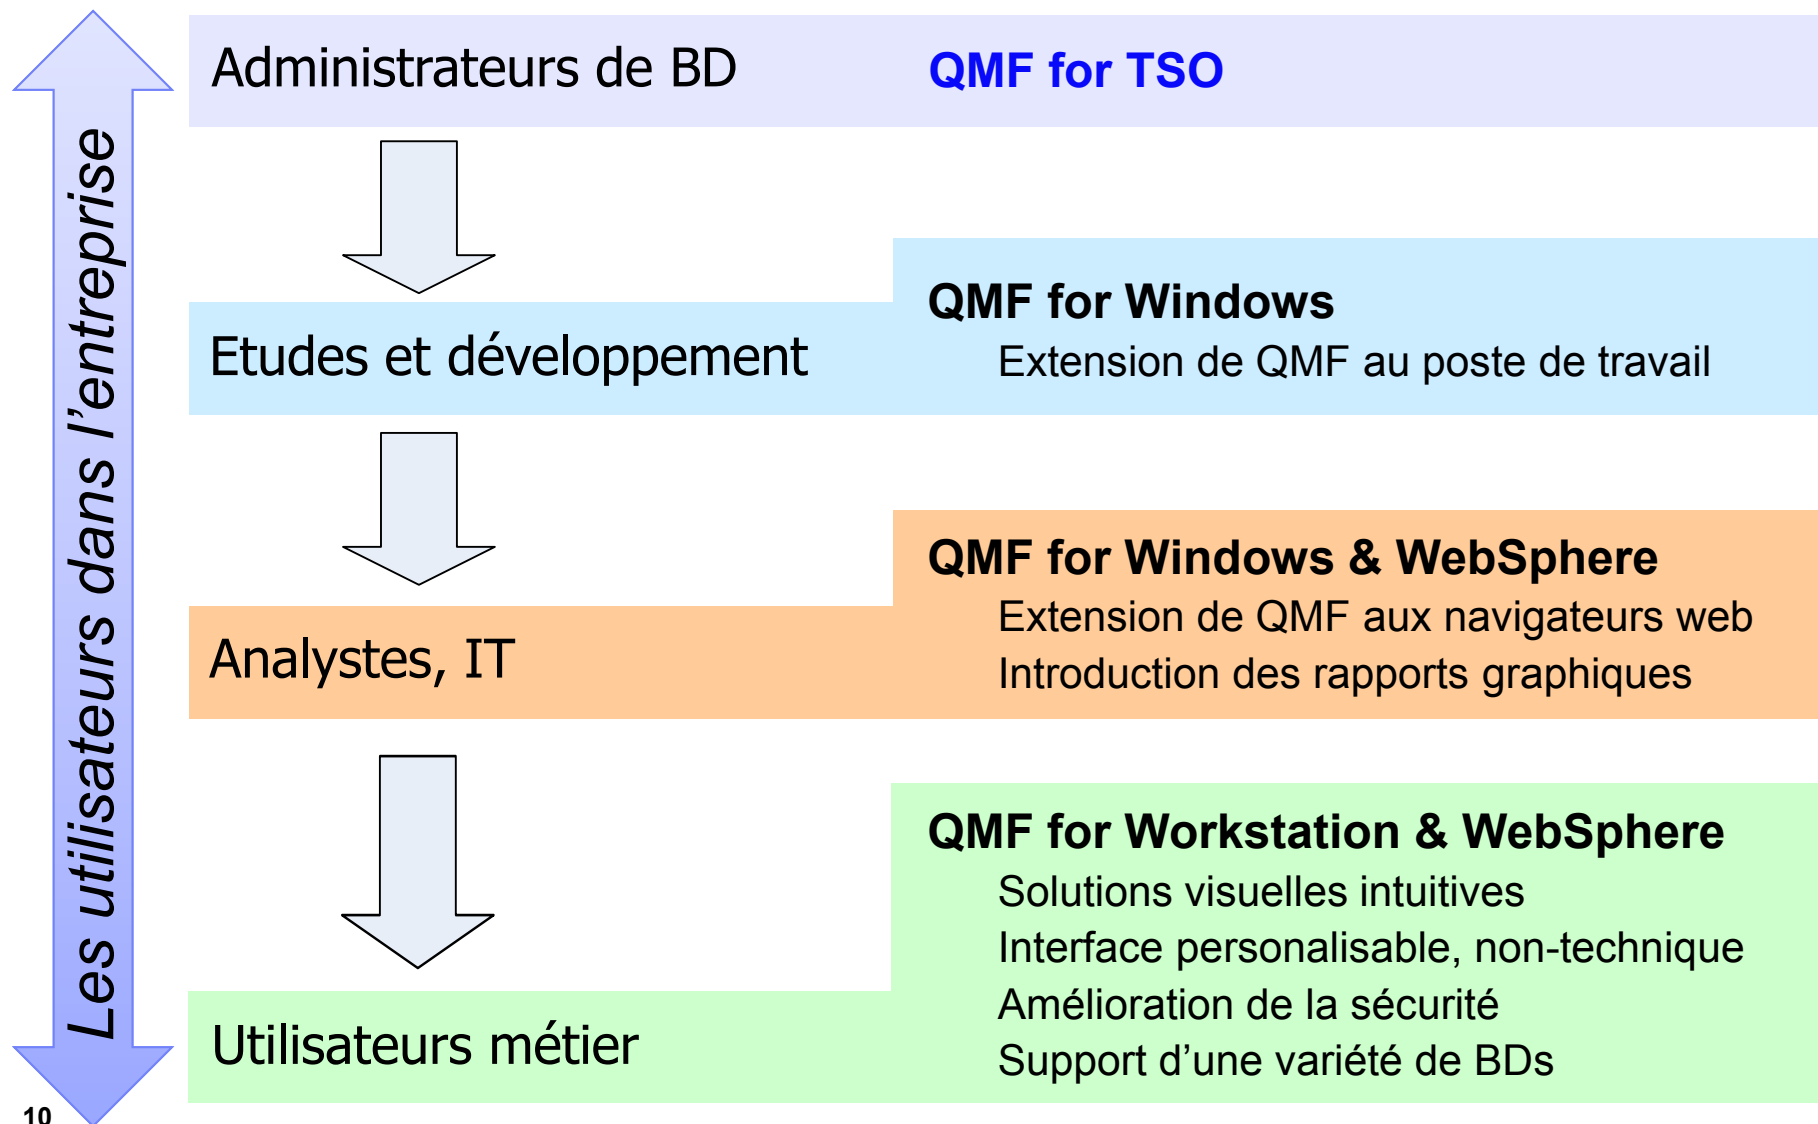 Les utilisateurs dans l'entreprise
Administrateurs de BD
QMF for TSO
Etudes et développement
QMF for Windows
Extension de QMF au poste de travail
Analystes, IT
QMF for Windows & WebSphere
Extension de QMF aux navigateurs web
Introduction des rapports graphiques
Utilisateurs métier
QMF for Workstation & WebSphere
Solutions visuelles intuitives
Interface personalisable, non-technique
Amélioration de la sécurité
Support d’une variété de BDs
10